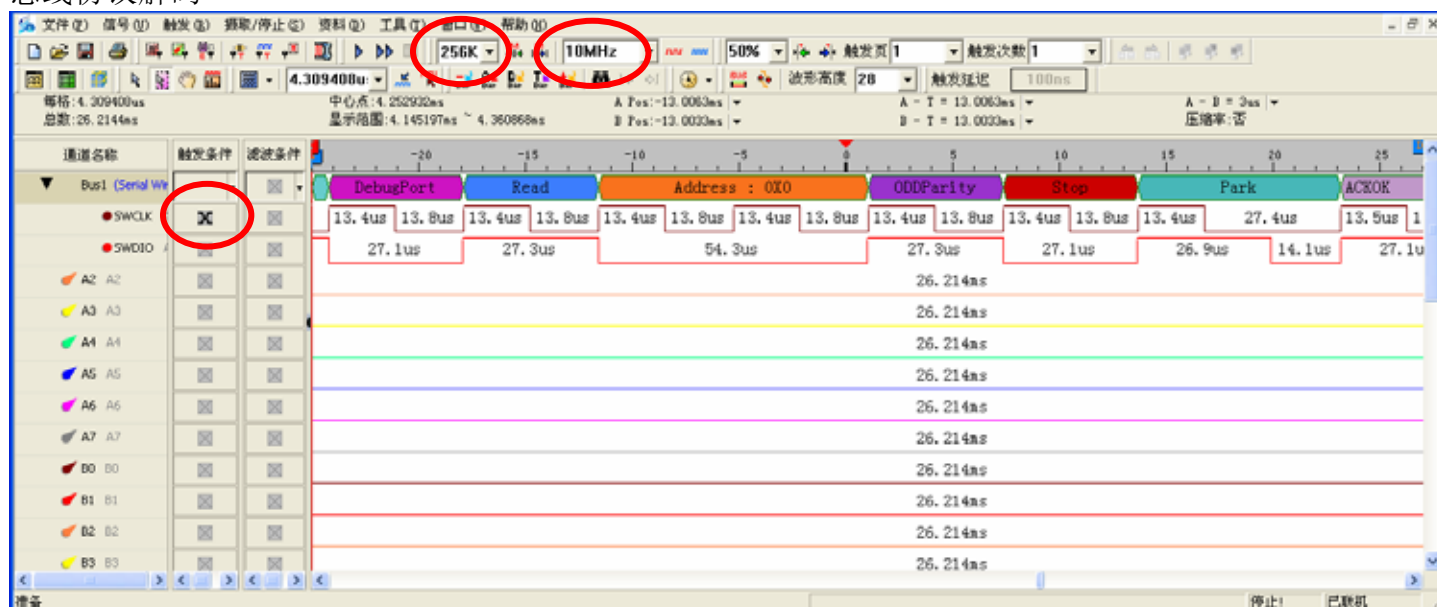 文件(F) 信号(U) 触发(G) 撷取/停止(S) 资料(D) 工具(T) 窗口(W) 帮助(H)
256K 10MHz 50% 触发页 1 触发次数 1
4.309408u: 波形高度 28 触发延迟 100ns
每格:4.309400us 中心点:4.252932ms A Pos:-13.0063ms A - T = 13.0063ms A - B = 3us
总数:26.2144ms 显示范围:4.145197ms ~ 4.360868ms B Pos:-13.0033ms B - T = 13.0033ms 压缩率:否
通道名称 触发条件 滤波条件 -20 -15 -10 -5 0 5 10 15 20 25
Bus1 (Serial Wir DebugPort Read Address : 0X0 ODDParity Stop Park ACKOK
SWCLK 13.4us 13.8us 13.4us 13.8us 13.4us 13.8us 13.4us 13.8us 13.4us 13.8us 13.4us 13.8us 13.4us 27.4us 13.5us 1
SWDIO A 27.1us 27.3us 54.3us 27.3us 27.1us 26.9us 14.1us 27.1u
A2 A2 26.214ms
A3 A3 26.214ms
A4 A4 26.214ms
A5 A5 26.214ms
A6 A6 26.214ms
A7 A7 26.214ms
B0 B0 26.214ms
B1 B1 26.214ms
B2 B2 26.214ms
B3 B3 26.214ms
准备 停止! 已联机